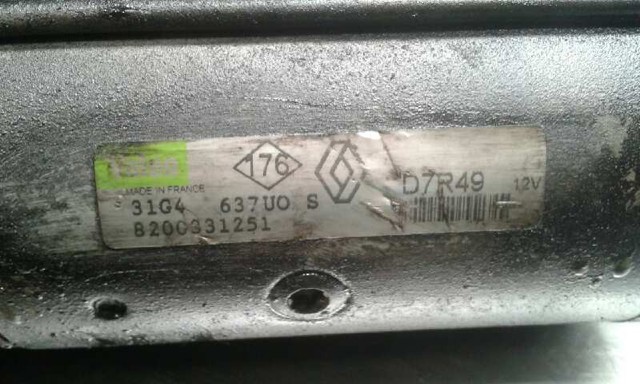 176
D7R49 12V
MADE IN FRANCE
31G4 637U0 S
8200331251